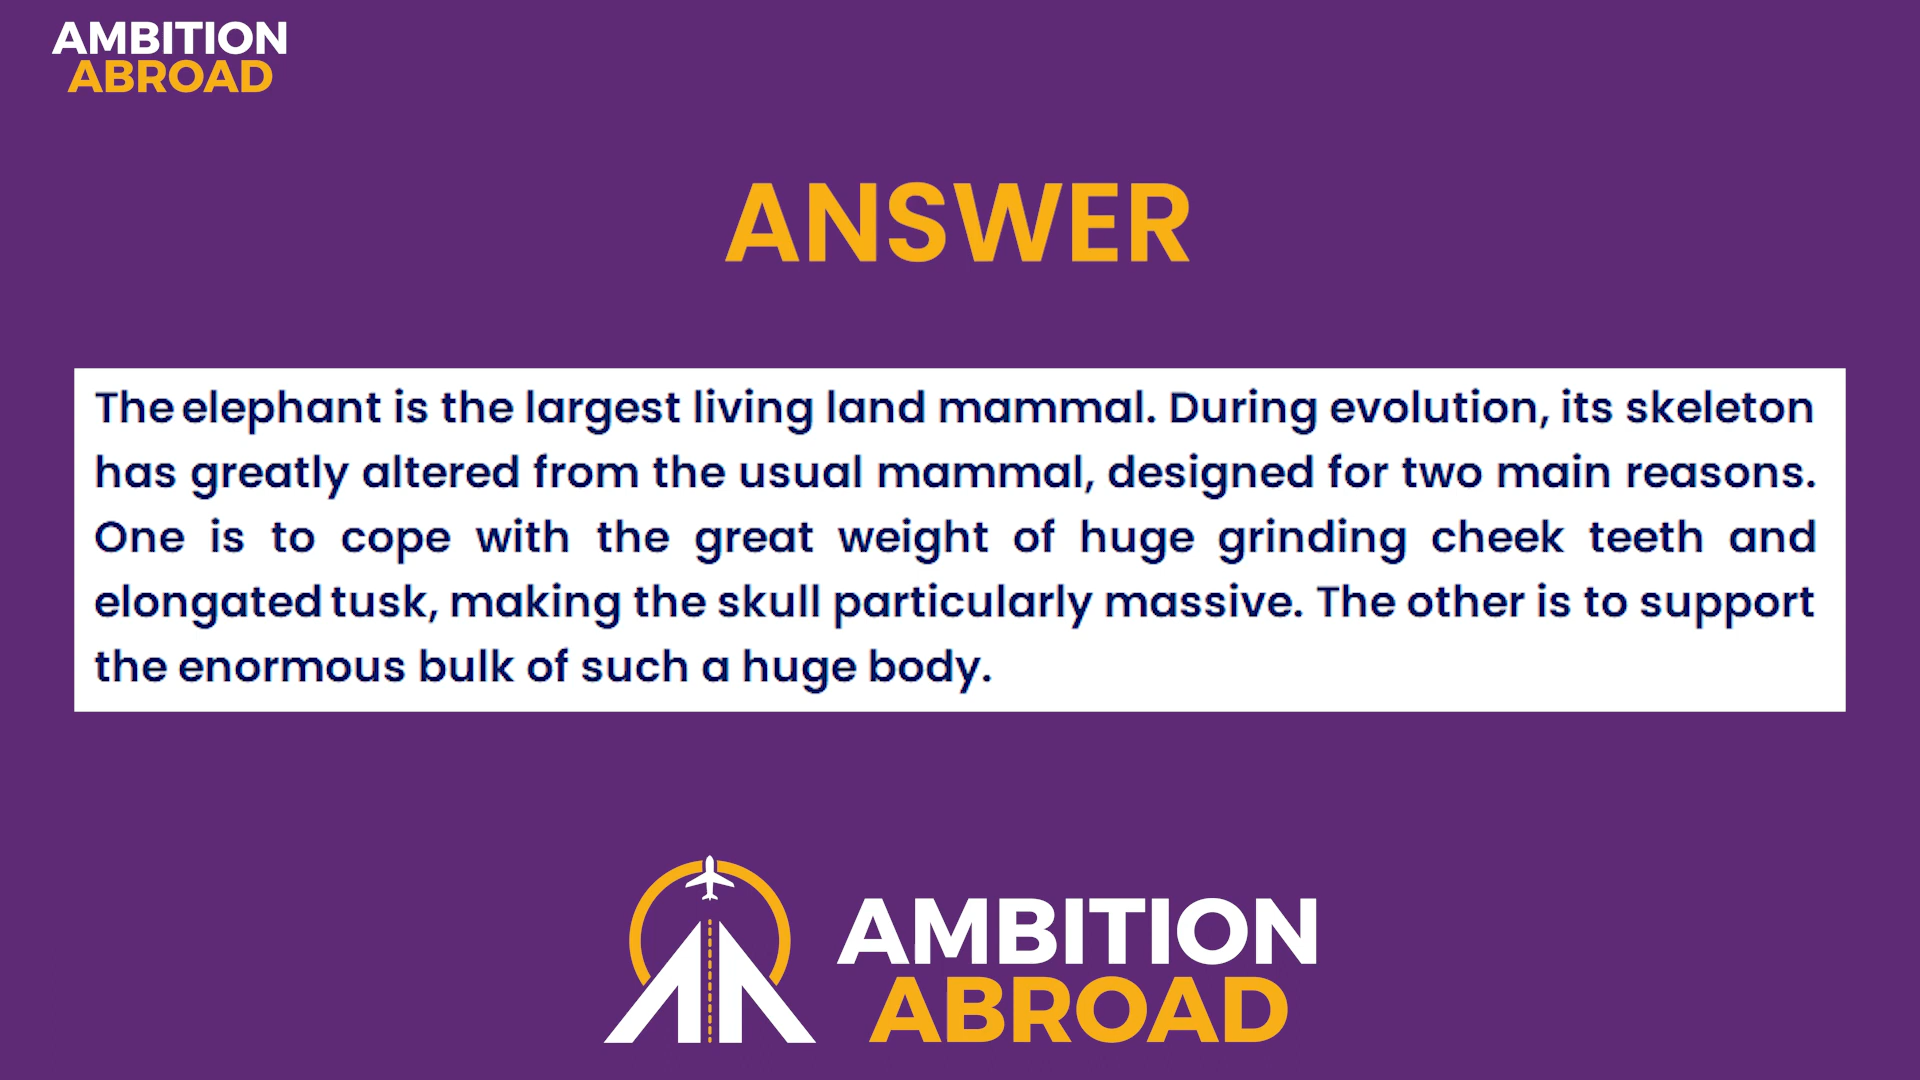 AMBITION
ABROAD
ANSWER
The elephant is the largest living land mammal. During evolution, its skeleton
has greatly altered from the usual mammal, designed for two main reasons.
One is to cope with the great weight of huge grinding cheek teeth and
elongated tusk, making the skull particularly massive. The other is to support
the enormous bulk of such a huge body.
AMBITION
ABROAD